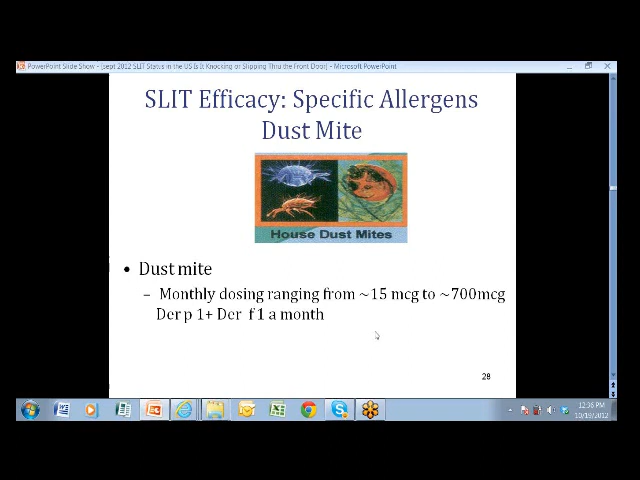 PowerPoint Slide Show - [sept 2012 SLIT Status in the US Is It Knocking or Slipping Thru the Front Door] - Microsoft PowerPoint
SLIT Efficacy: Specific Allergens
Dust Mite
House Dust Mites
• Dust mite
– Monthly dosing ranging from ~15 mcg to ~700mcg
Der p 1+ Der f 1 a month
28
12:36 PM
10/19/2012